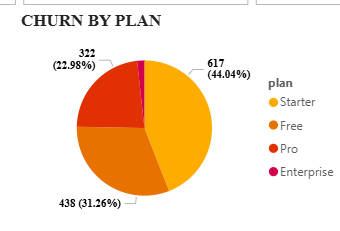 CHURN BY PLAN
322
(22.98%)
617
(44.04%)
438 (31.26%)
plan
Starter
Free
Pro
Enterprise